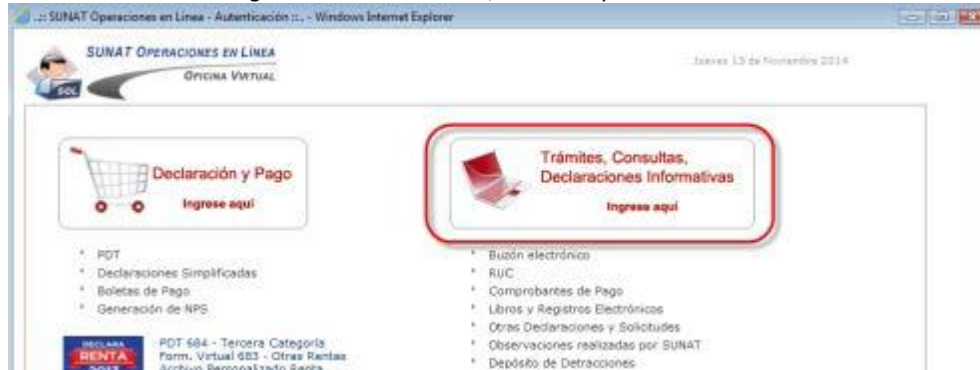 .:: SUNAT Operaciones en Linea - Autenticación ::.. - Windows Internet Explorer
SUNAT OPERACIONES EN LÍNEA
OFICINA VIRTUAL
SOL
Jueves 13 de Noviembre 2014
Declaración y Pago
Ingrese aquí
PDT
Declaraciones Simplificadas
Boletas de Pago
Generación de NPS
DECLARA
RENTA
2013
PDT 684 - Tercera Categoría
Form. Virtual 683 - Otras Rentas
Archivo Personalizado Renta
Trámites, Consultas,
Declaraciones Informativas
Ingrese aquí
Buzón electrónico
RUC
Comprobantes de Pago
Libros y Registros Electrónicos
Otras Declaraciones y Solicitudes
Observaciones realizadas por SUNAT
Depósito de Detracciones